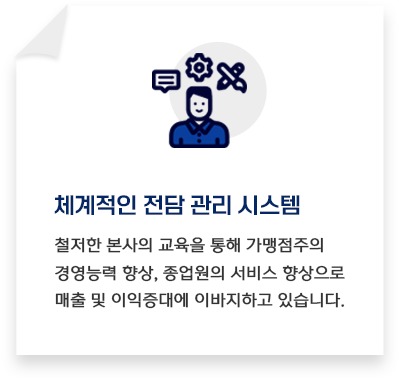 체계적인 전담 관리 시스템
철저한 본사의 교육을 통해 가맹점주의
경영능력 향상, 종업원의 서비스 향상으로
매출 및 이익증대에 이바지하고 있습니다.